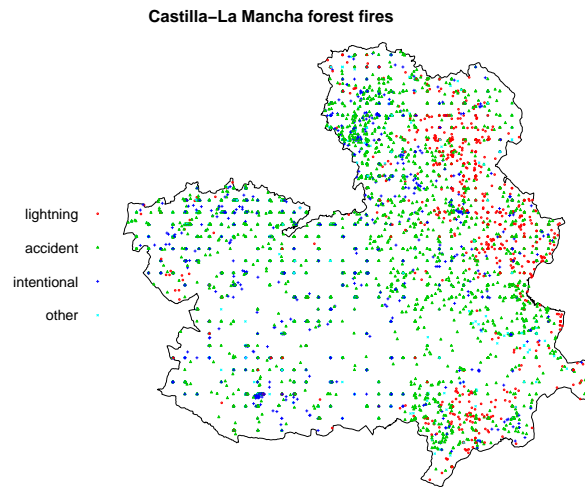 Castilla–La Mancha forest fires
lightning
accident
intentional
other